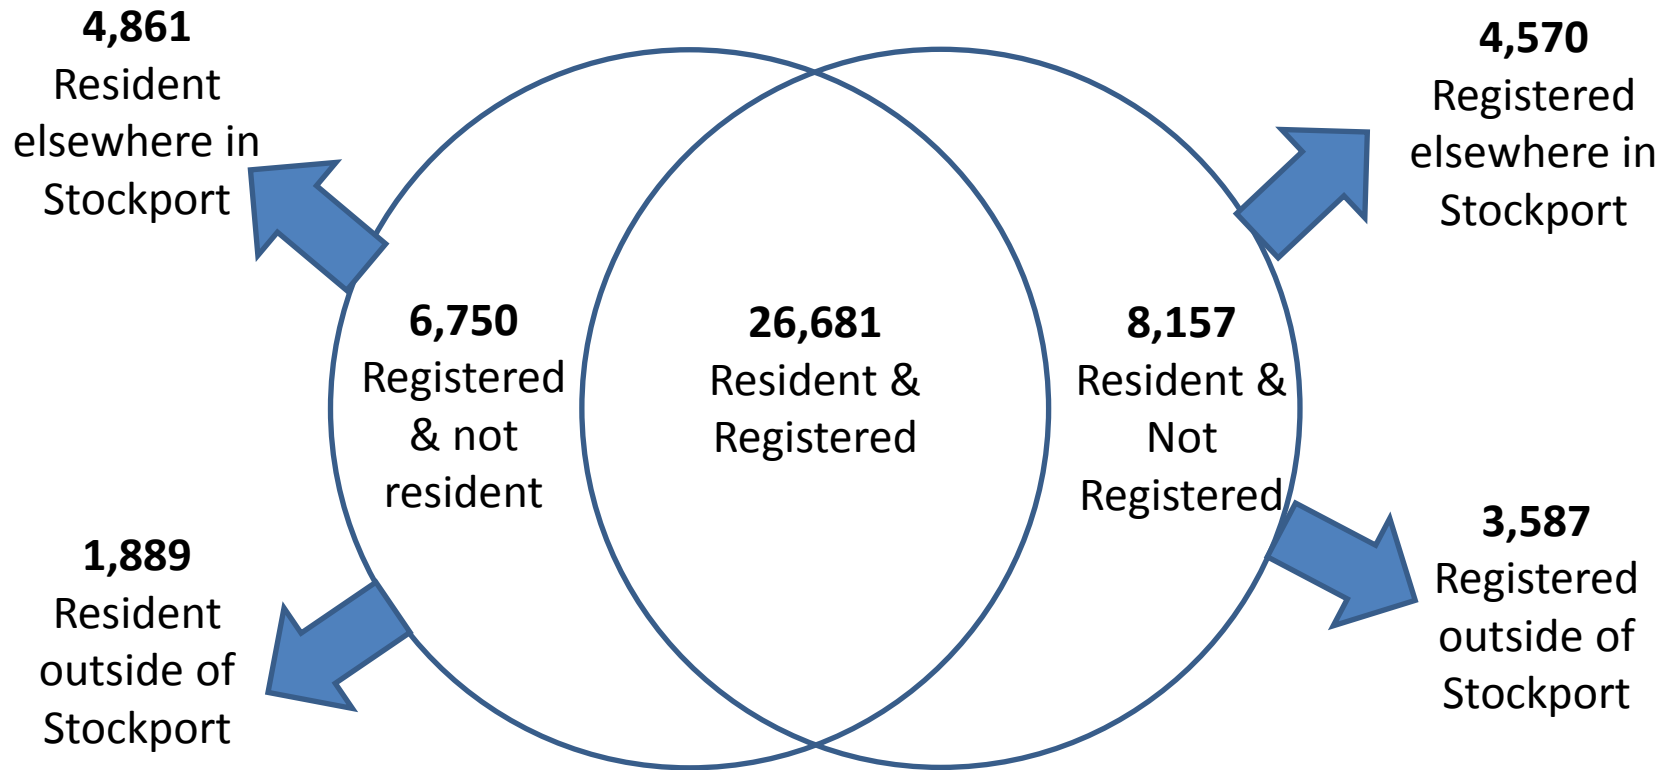 4,861
Resident
elsewhere in
Stockport
4,570
Registered
elsewhere in
Stockport
6,750
Registered
& not
resident
26,681
Resident &
Registered
8,157
Resident &
Not
Registered
1,889
Resident
outside of
Stockport
3,587
Registered
outside of
Stockport